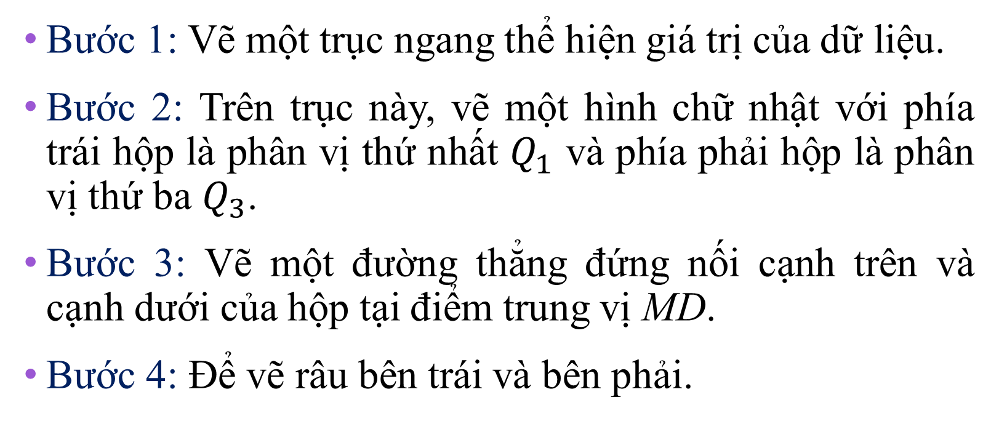 • Bước 1: Vẽ một trục ngang thể hiện giá trị của dữ liệu.
• Bước 2: Trên trục này, vẽ một hình chữ nhật với phía
trái hộp là phân vị thứ nhất Q₁ và phía phải hộp là phân
vị thứ ba Q₃.
• Bước 3: Vẽ một đường thẳng đứng nối cạnh trên và
cạnh dưới của hộp tại điểm trung vị MD.
• Bước 4: Để vẽ râu bên trái và bên phải.